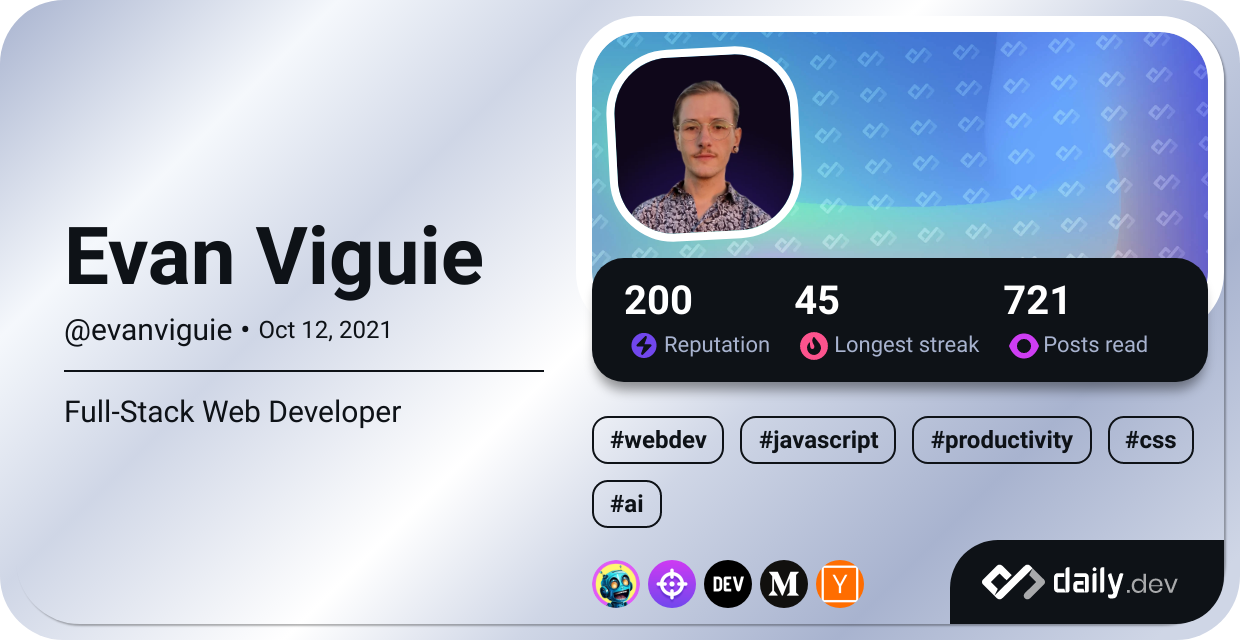 Evan Viguie
@evanviguie • Oct 12, 2021
Full-Stack Web Developer
200 45 721
Reputation Longest streak Posts read
#webdev #javascript #productivity #css
#ai
DEV M Y
daily.dev